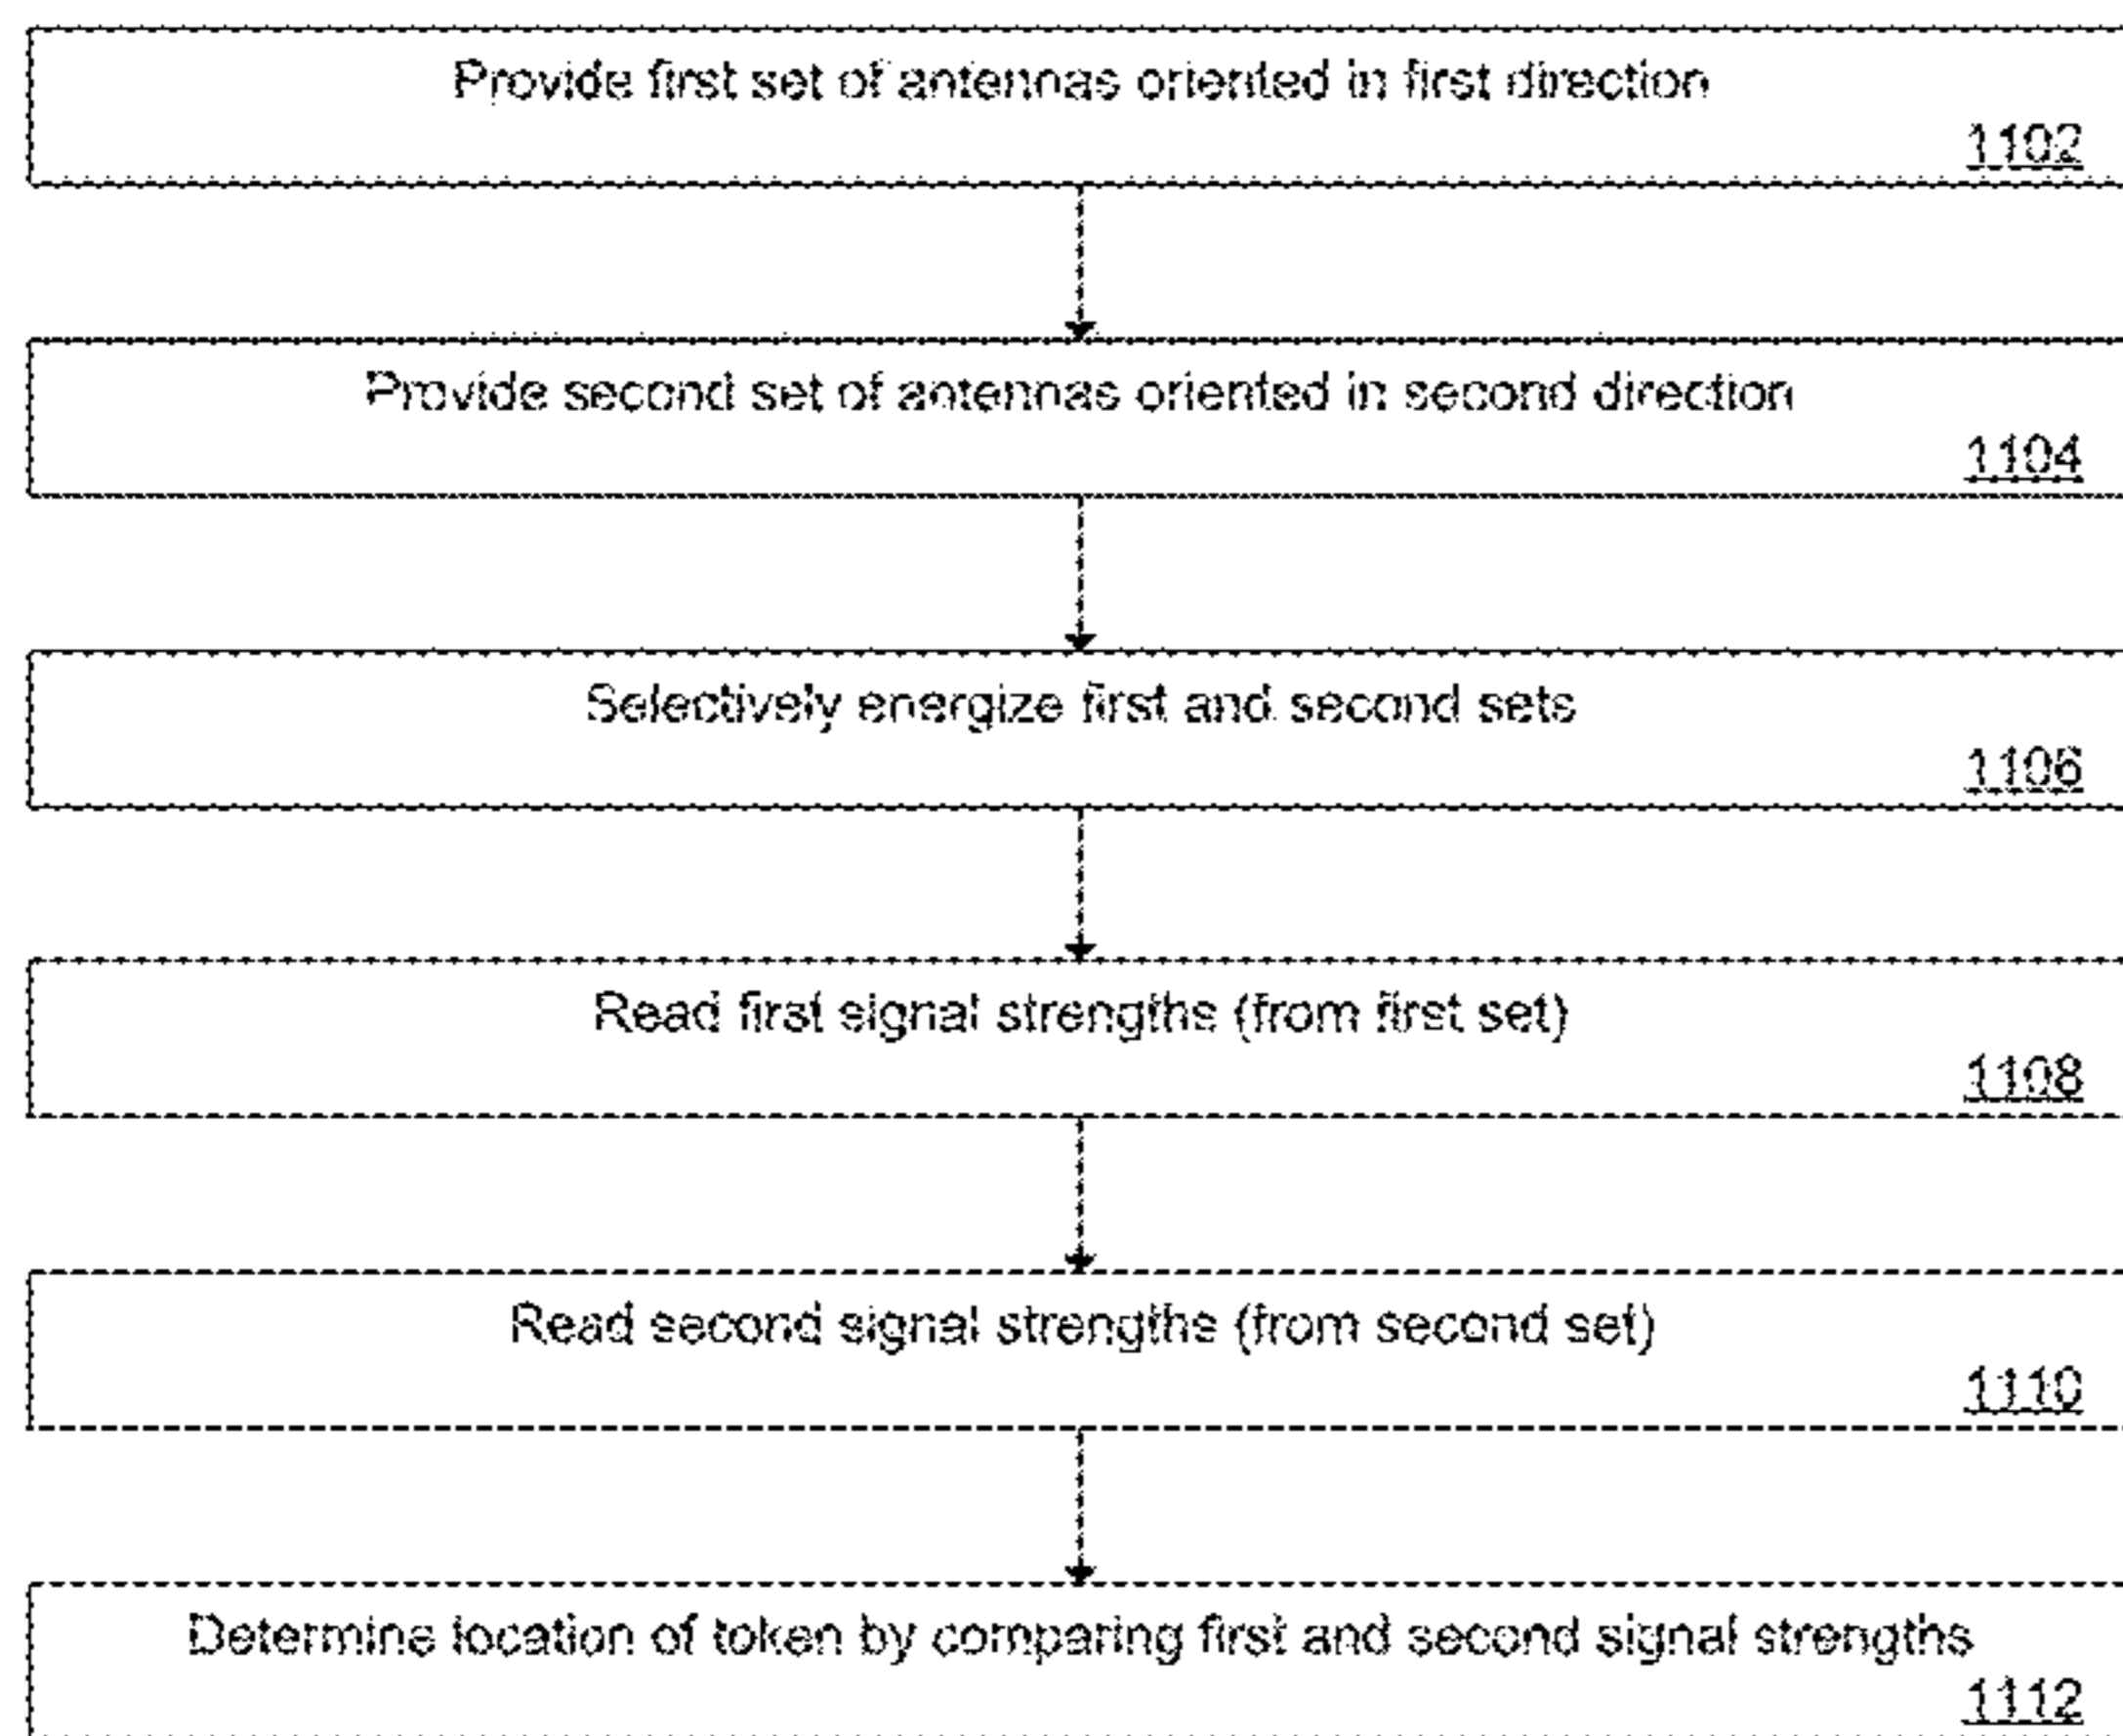 Provide first set of antennas oriented in first direction
1102
Provide second set of antennas oriented in second direction
1104
Selectively energize first and second sets
1106
Read first signal strengths (from first set)
1108
Read second signal strengths (from second set)
1110
Determine location of token by comparing first and second signal strengths
1112